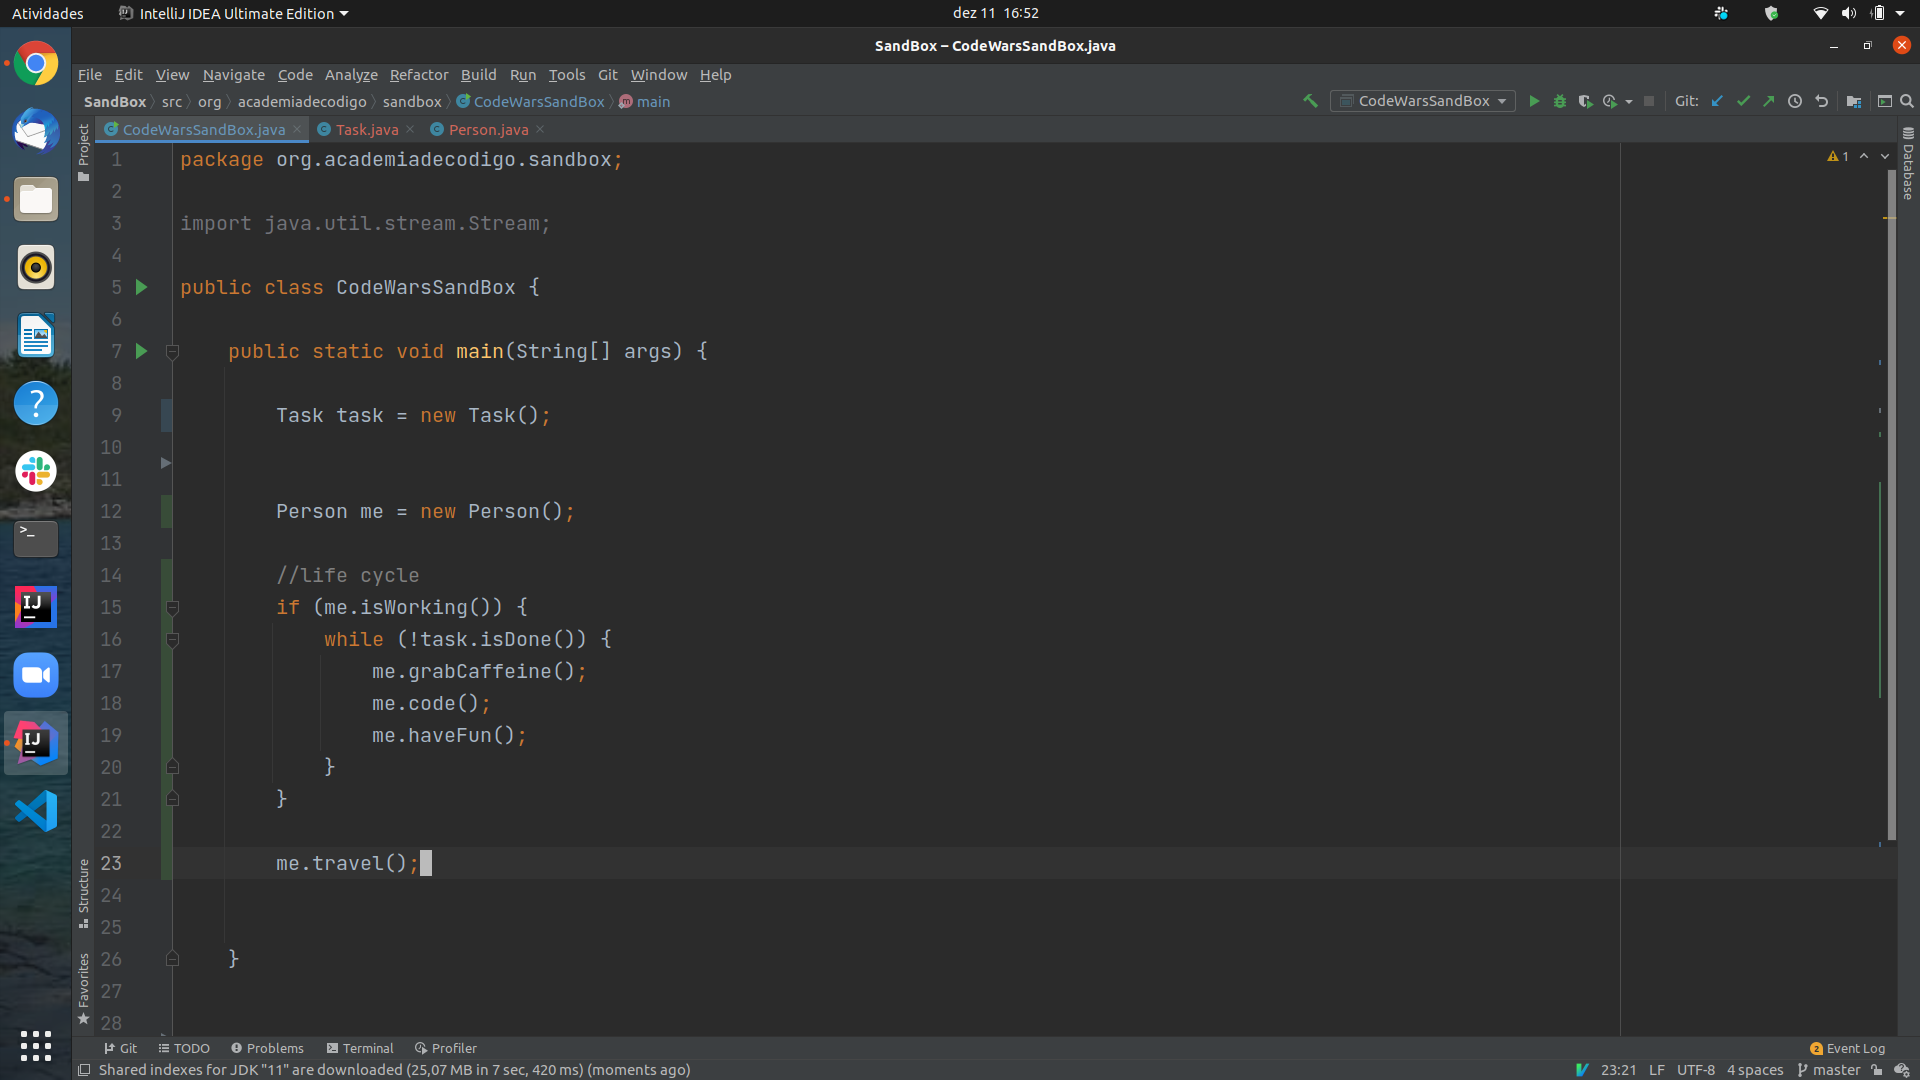 Atividades IntelliJ IDEA Ultimate Edition dez 11 16:52
SandBox – CodeWarsSandBox.java
File Edit View Navigate Code Analyze Refactor Build Run Tools Git Window Help
SandBox src org academiadecodigo sandbox CodeWarsSandBox main CodeWarsSandBox Git:
CodeWarsSandBox.java Task.java Person.java
Project
Database
1 package org.academiadecodigo.sandbox; 1
2
3 import java.util.stream.Stream;
4
5 public class CodeWarsSandBox {
6
7 public static void main(String[] args) {
8
9 Task task = new Task();
10
11
12 Person me = new Person();
13
14 //life cycle
15 if (me.isWorking()) {
16 while (!task.isDone()) {
17 me.grabCaffeine();
18 me.code();
19 me.haveFun();
20 }
21 }
22
23 me.travel();
24
25
26 }
27
28
Structure
Favorites
Git TODO Problems Terminal Profiler 2 Event Log
Shared indexes for JDK "11" are downloaded (25,07 MB in 7 sec, 420 ms) (moments ago) 23:21 LF UTF-8 4 spaces master